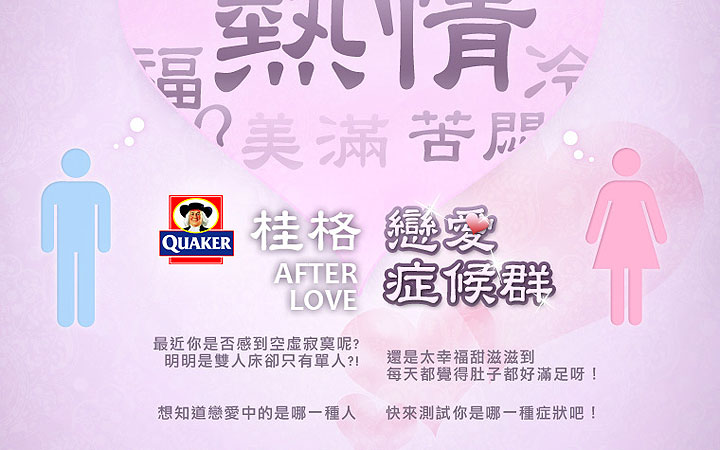 熱情
福 冷
? 美滿 苦悶
QUAKER
桂格 戀愛
AFTER 症候群
LOVE
最近你是否感到空虛寂寞呢?
明明是雙人床卻只有單人?!
還是太幸福甜滋滋到
每天都覺得肚子都好滿足呀！
想知道戀愛中的是哪一種人
快來測試你是哪一種症狀吧！